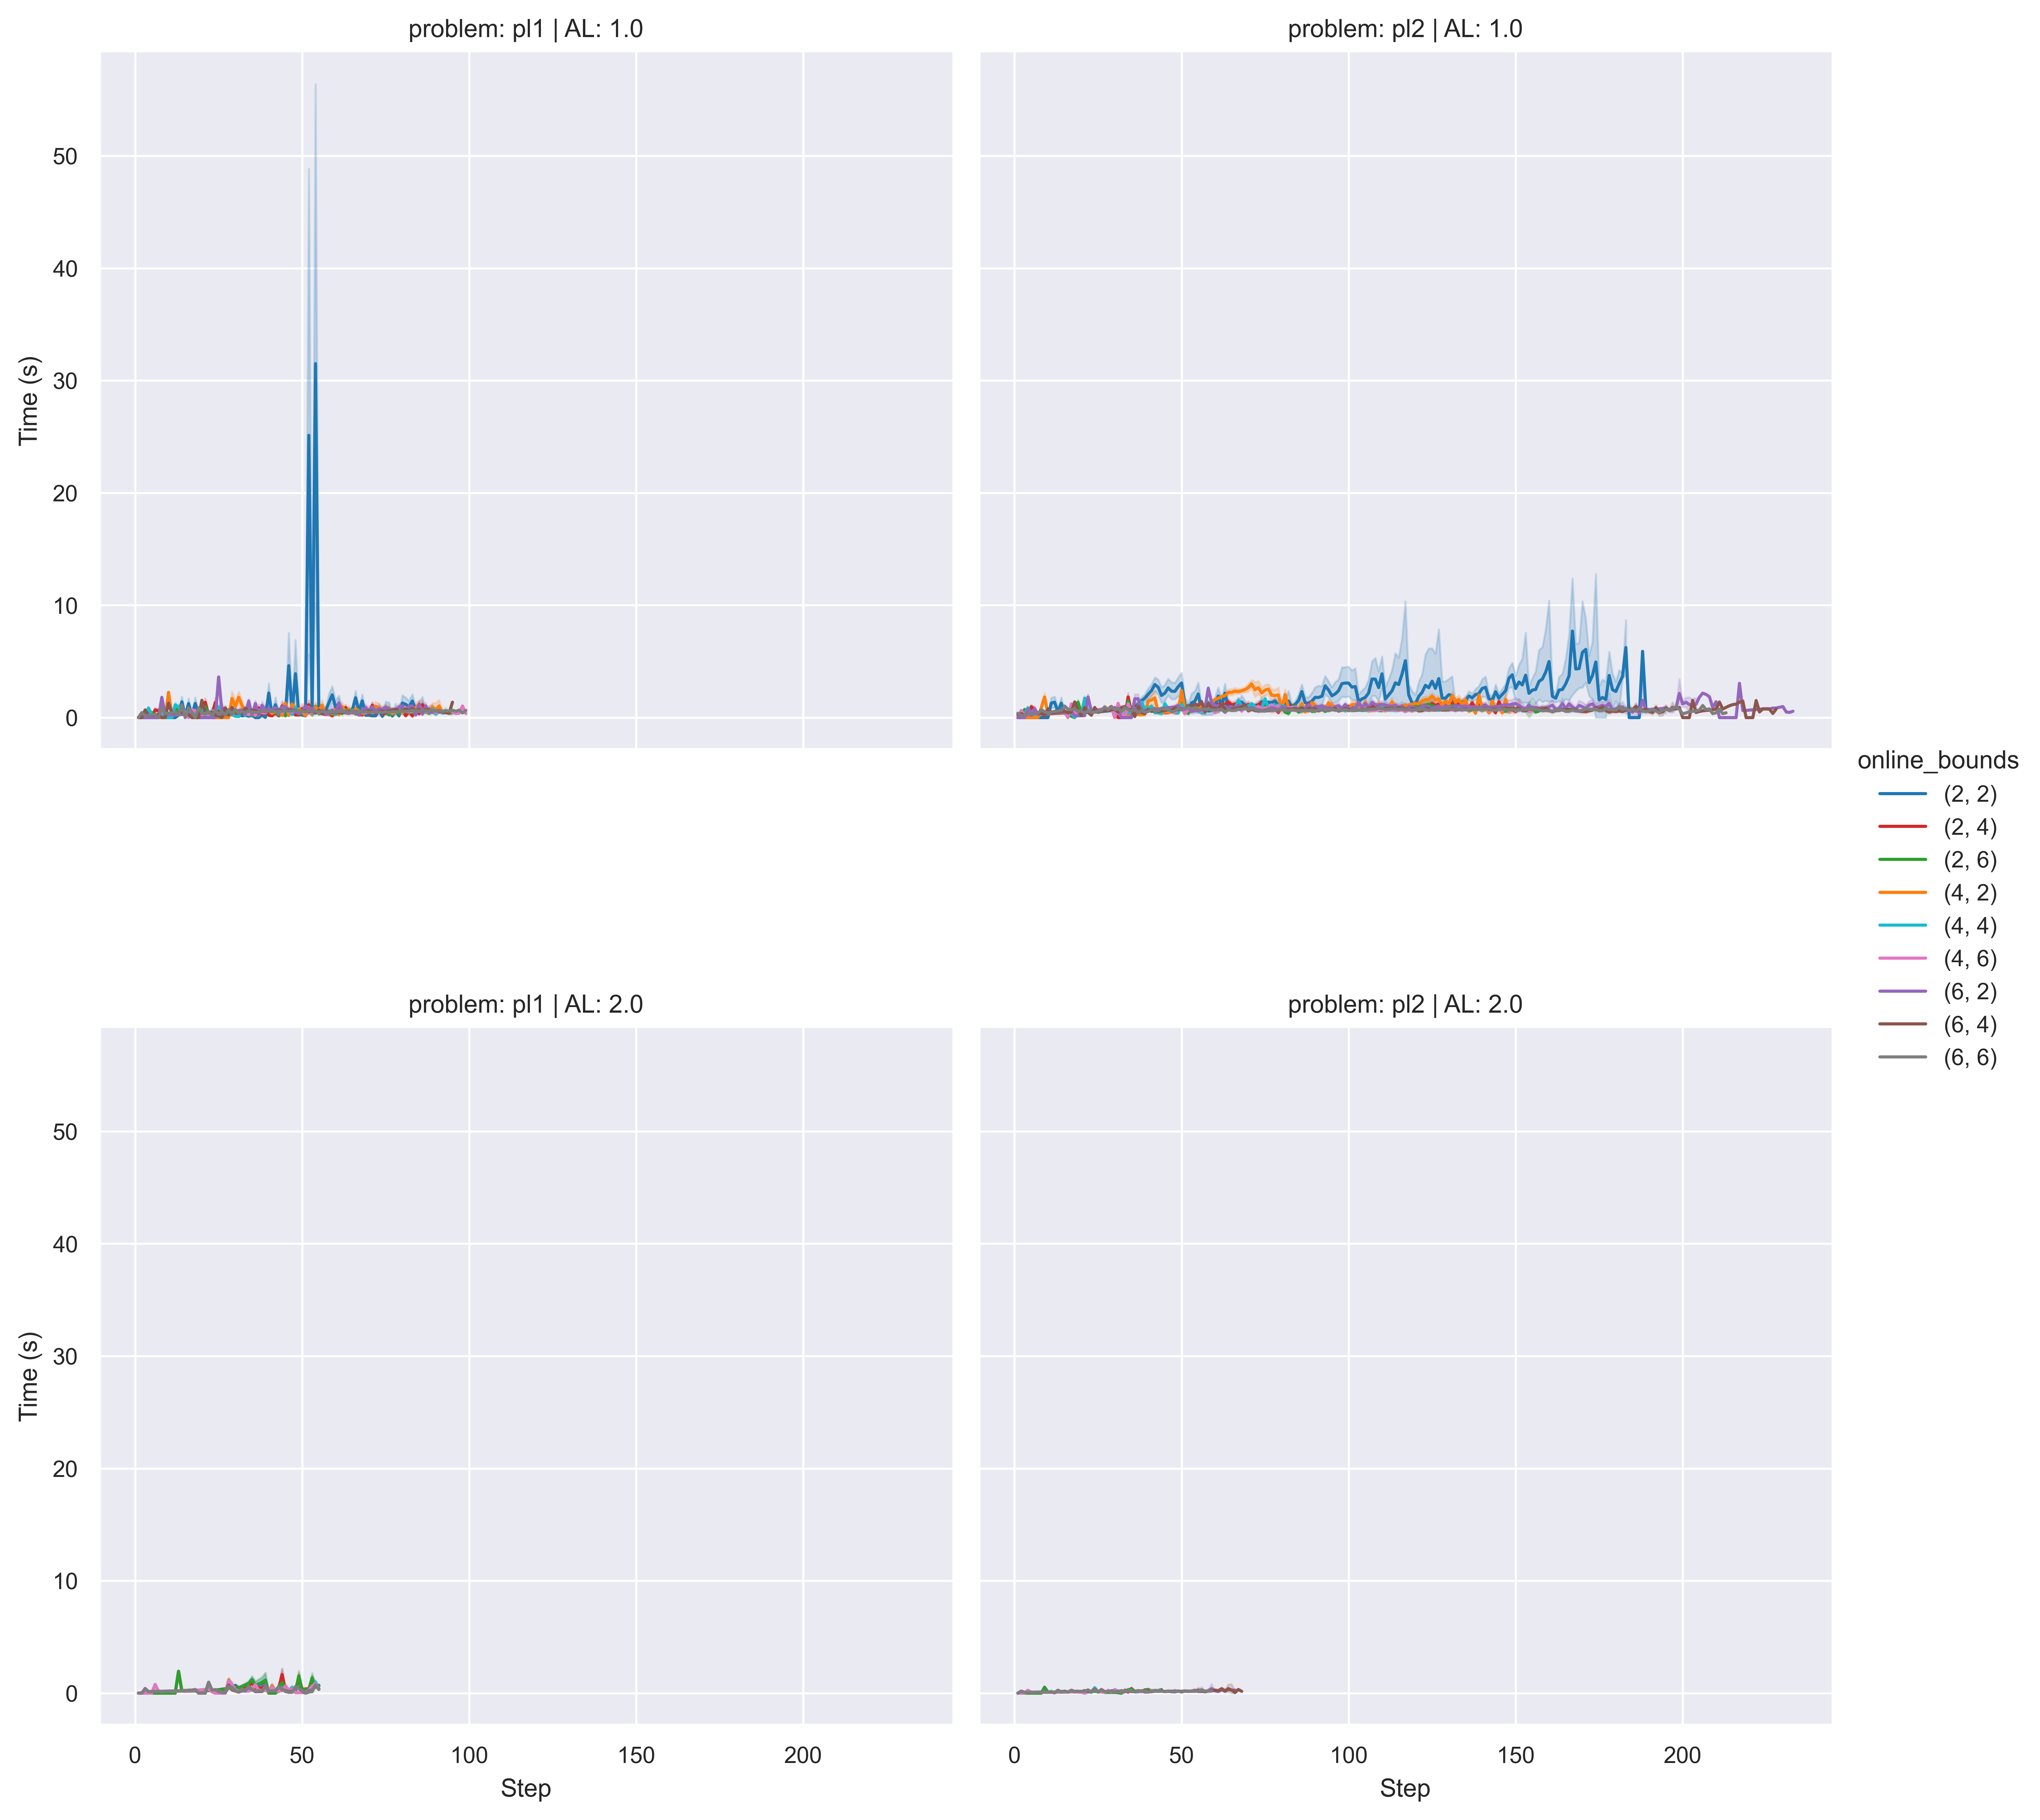 problem: pl1 | AL: 1.0
problem: pl2 | AL: 1.0
50
40
30
20
10
0
Time (s)
online_bounds
(2, 2)
(2, 4)
(2, 6)
(4, 2)
(4, 4)
(4, 6)
(6, 2)
(6, 4)
(6, 6)
problem: pl1 | AL: 2.0
problem: pl2 | AL: 2.0
50
40
30
20
10
0
Time (s)
0 50 100 150 200
0 50 100 150 200
Step
Step